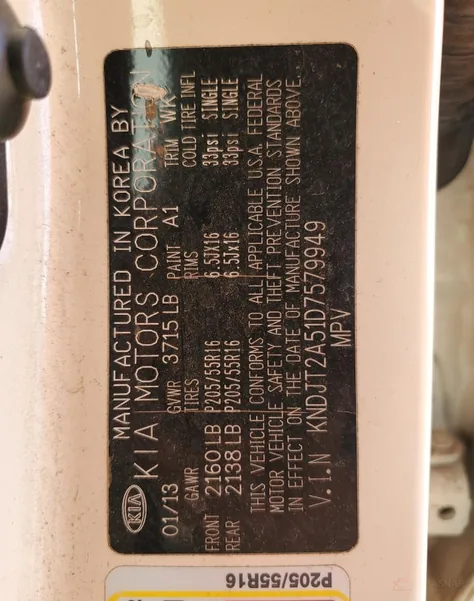 MANUFACTURED IN KOREA BY
KIA KIA MOTORS CORPORATION
01/13 GVWR 3715LB PAINT A1 TRIM WK
GAWR TIRES RIMS COLD TIRE INFL
FRONT 2160LB P205/55R16 6.5JX16 33psi SINGLE
REAR 2138LB P205/55R16 6.5Jx16 33psi SINGLE
THIS VEHICLE CONFORMS TO ALL APPLICABLE U.S.A. FEDERAL
MOTOR VEHICLE SAFETY AND THEFT PREVENTION STANDARDS
IN EFFECT ON THE DATE OF MANUFACTURE SHOWN ABOVE.
V.I.N KNDJT2A51D7579949
MPV
P205/55R16